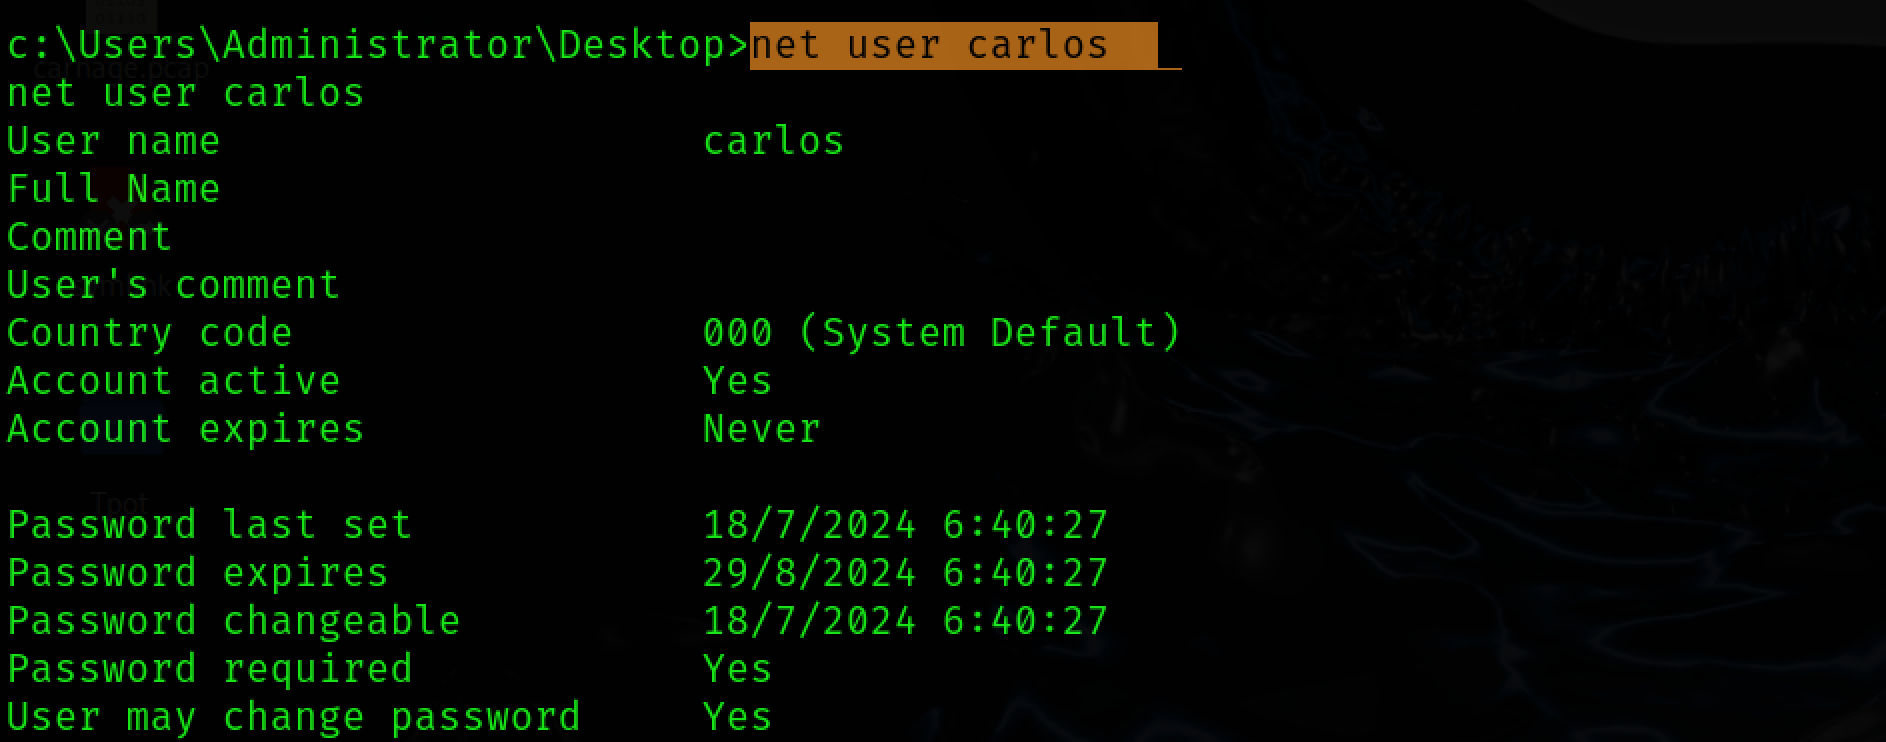 c:\Users\Administrator\Desktop>net user carlos _
net user carlos
User name carlos
Full Name
Comment
User's comment
Country code 000 (System Default)
Account active Yes
Account expires Never
Password last set 18/7/2024 6:40:27
Password expires 29/8/2024 6:40:27
Password changeable 18/7/2024 6:40:27
Password required Yes
User may change password Yes
carnage.pcap